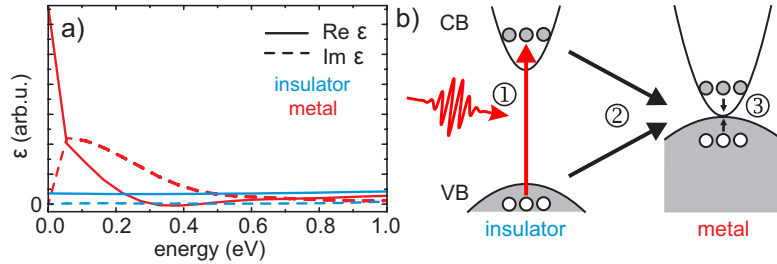 a)
Re ε
Im ε
insulator
metal
ε (arb.u.)
0
0.0 0.2 0.4 0.6 0.8 1.0
energy (eV)
b)
CB
VB
①
②
③
insulator
metal